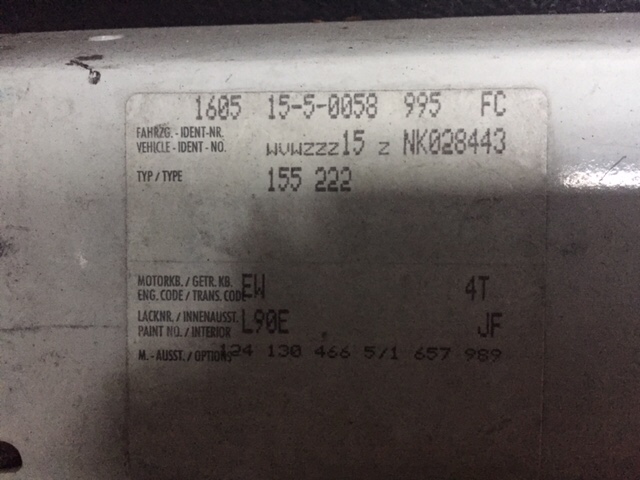 1605 15-5-0058 995 FC
FAHRZG.-IDENT-NR.
VEHICLE-IDENT-NO. WVWZZZ15 Z NK028443
TYP / TYPE 155 222
MOTORKB. / GETR. KB.
ENG. CODE / TRANS. CODE EW 4T
LACKNR. / INNENAUSST.
PAINT NO. / INTERIOR L90E JF
M.-AUSST. / OPTIONS 124 130 466 5/1 657 989